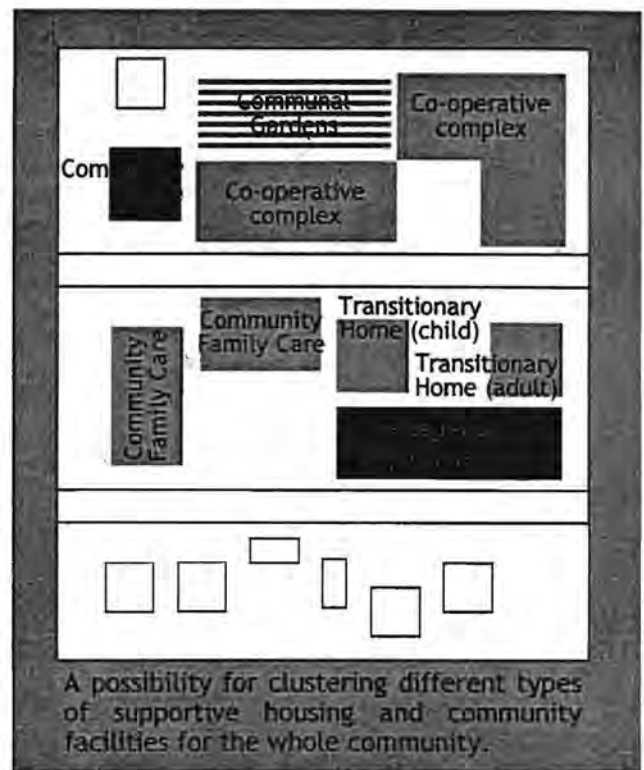 Communal
Gardens
Co-operative
complex
Com
Co-operative
complex
Community
Family Care
Community
Family Care
Transitionary
Home (child)
Transitionary
Home (adult)
A possibility for clustering different types
of supportive housing and community
facilities for the whole community.